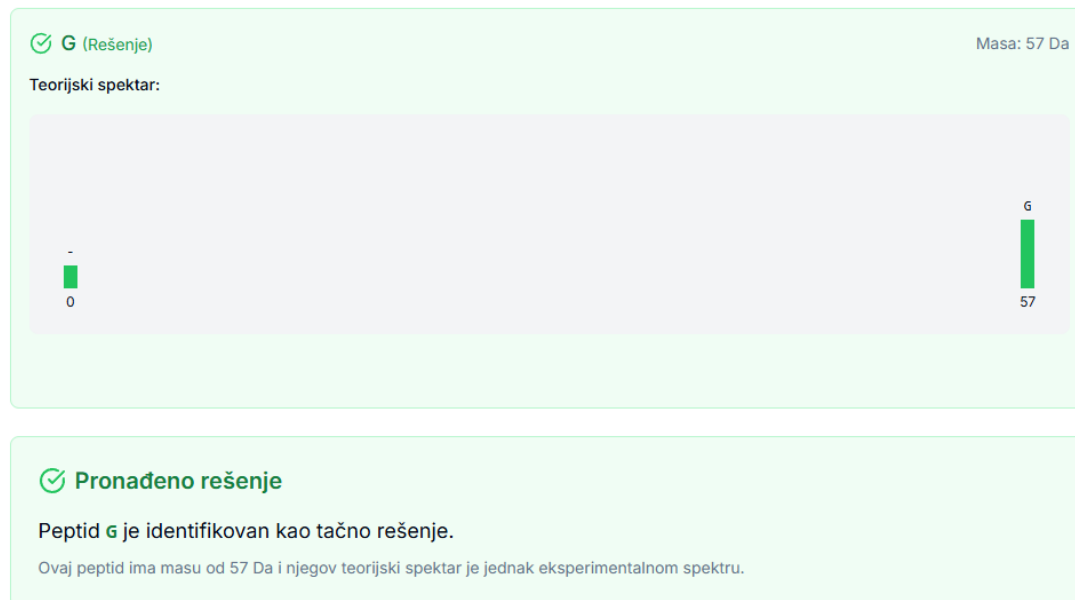 G (Rešenje) Masa: 57 Da
Teorijski spektar:
G
-
0 57
Pronađeno rešenje
Peptid G je identifikovan kao tačno rešenje.
Ovaj peptid ima masu od 57 Da i njegov teorijski spektar je jednak eksperimentalnom spektru.